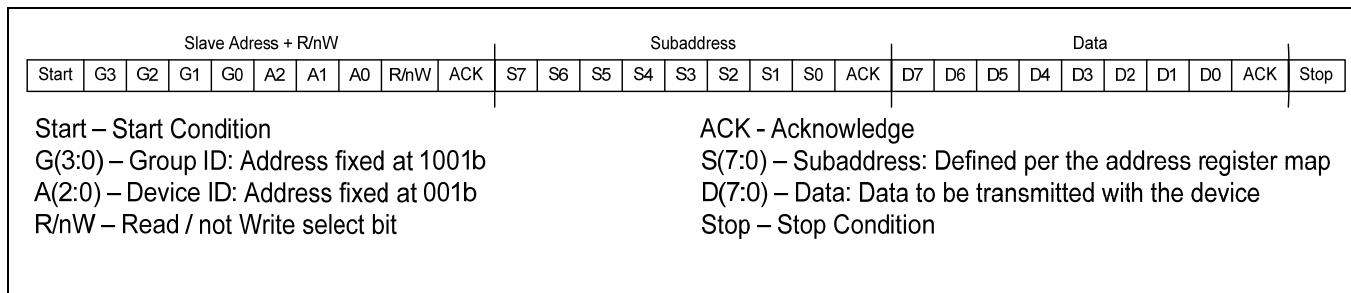 Slave Adress + R/nW Subaddress Data
Start G3 G2 G1 G0 A2 A1 A0 R/nW ACK S7 S6 S5 S4 S3 S2 S1 S0 ACK D7 D6 D5 D4 D3 D2 D1 D0 ACK Stop
Start – Start Condition
G(3:0) – Group ID: Address fixed at 1001b
A(2:0) – Device ID: Address fixed at 001b
R/nW – Read / not Write select bit
ACK - Acknowledge
S(7:0) – Subaddress: Defined per the address register map
D(7:0) – Data: Data to be transmitted with the device
Stop – Stop Condition